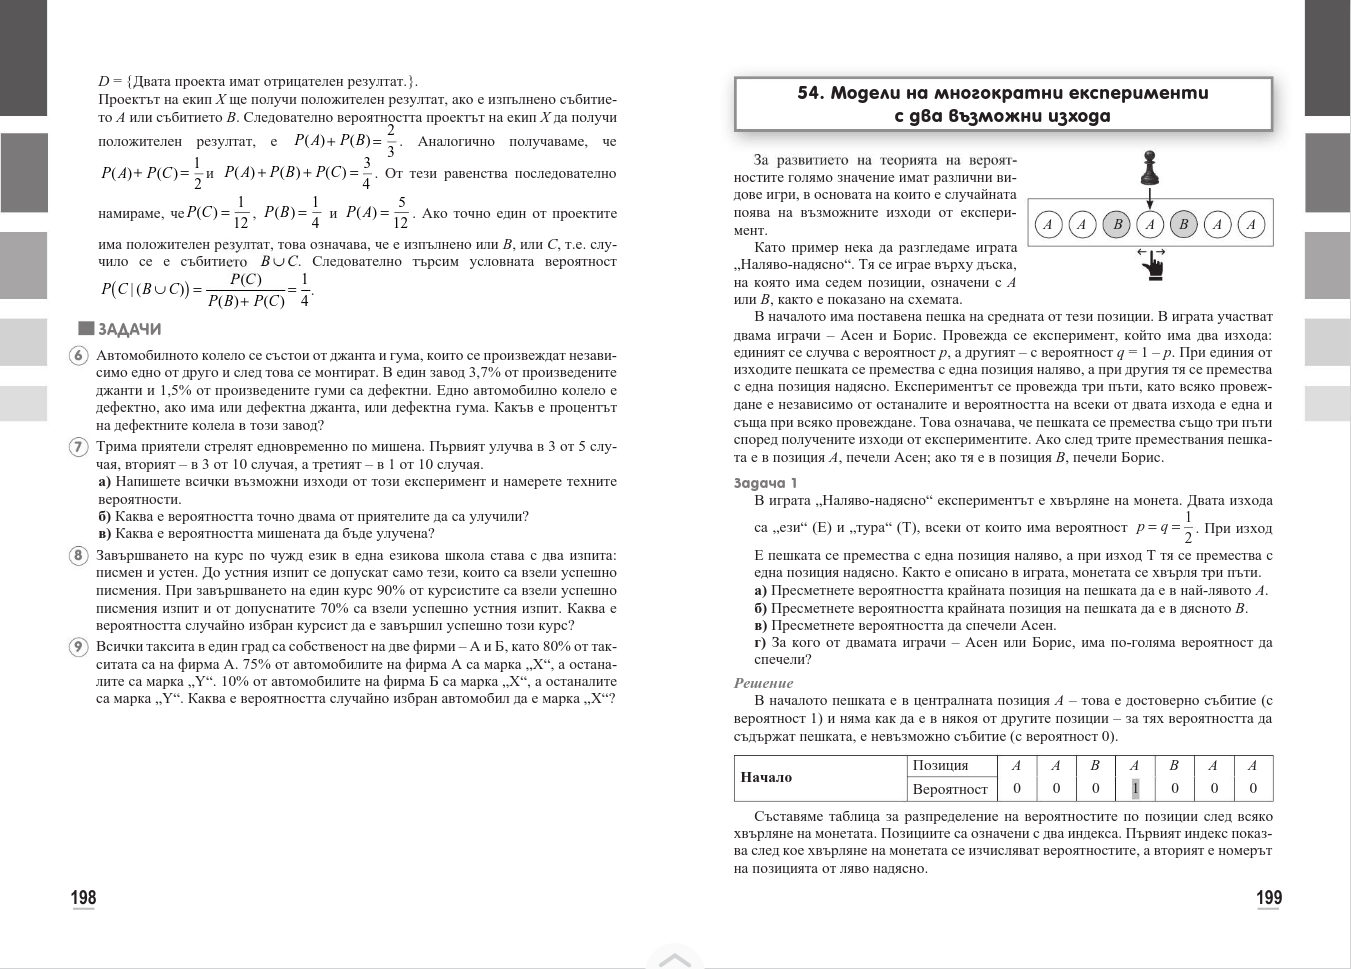 D = {Двата проекта имат отрицателен резултат.}.
Проектът на екип X ще получи положителен резултат, ако е изпълнено събитие-
то A или събитието B. Следователно вероятността проектът на екип X да получи
положителен резултат, е P(A) + P(B) = 2/3. Аналогично получаваме, че
P(A) + P(C) = 1/2 и P(A) + P(B) + P(C) = 3/4. От тези равенства последователно
намираме, че P(C) = 1/12, P(B) = 1/4 и P(A) = 5/12. Ако точно един от проектите
има положителен резултат, това означава, че е изпълнено или B, или C, т.е. слу-
чило се е събитието B ∪ C. Следователно търсим условната вероятност
P(C | (B ∪ C)) = P(C)/(P(B) + P(C)) = 1/4.
ЗАДАЧИ
6 Автомобилното колело се състои от джанта и гума, които се произвеждат незави-
симо едно от друго и след това се монтират. В един завод 3,7% от произведените
джанти и 1,5% от произведените гуми са дефектни. Едно автомобилно колело е
дефектно, ако има или дефектна джанта, или дефектна гума. Какъв е процентът
на дефектните колела в този завод?
7 Трима приятели стрелят едновременно по мишена. Първият улучва в 3 от 5 слу-
чая, вторият – в 3 от 10 случая, а третият – в 1 от 10 случая.
а) Напишете всички възможни изходи от този експеримент и намерете техните
вероятности.
б) Каква е вероятността точно двама от приятелите да са улучили?
в) Каква е вероятността мишената да бъде улучена?
8 Завършването на курс по чужд език в една езикова школа става с два изпита:
писмен и устен. До устния изпит се допускат само тези, които са взели успешно
писмения. При завършването на един курс 90% от курсистите са взели успешно
писмения изпит и от допуснатите 70% са взели успешно устния изпит. Каква е
вероятността случайно избран курсист да е завършил успешно този курс?
9 Всички таксита в един град са собственост на две фирми – А и Б, като 80% от так-
ситата са на фирма А. 75% от автомобилите на фирма А са марка „X“, а остана-
лите са марка „Y“. 10% от автомобилите на фирма Б са марка „X“, а останалите
са марка „Y“. Каква е вероятността случайно избран автомобил да е марка „X“?
198
54. Модели на многократни експерименти
с два възможни изхода
За развитието на теорията на вероят-
ностите голямо значение имат различни ви-
дове игри, в основата на които е случайната
поява на възможните изходи от експери-
мент.
Като пример нека да разгледаме играта
„Наляво-надясно“. Тя се играе върху дъска,
на която има седем позиции, означени с A
или B, както е показано на схемата.
A A B A B A A
В началото има поставена пешка на средната от тези позиции. В играта участват
двама играчи – Асен и Борис. Провежда се експеримент, който има два изхода:
единият се случва с вероятност p, а другият – с вероятност q = 1 – p. При единия от
изходите пешката се премества с една позиция наляво, а при другия тя се премества
с една позиция надясно. Експериментът се провежда три пъти, като всяко провеж-
дане е независимо от останалите и вероятността на всеки от двата изхода е една и
съща при всяко провеждане. Това означава, че пешката се премества също три пъти
според получените изходи от експериментите. Ако след трите премествания пешка-
та е в позиция A, печели Асен; ако тя е в позиция B, печели Борис.
Задача 1
В играта „Наляво-надясно“ експериментът е хвърляне на монета. Двата изхода
са „ези“ (Е) и „тура“ (Т), всеки от които има вероятност p = q = 1/2. При изход
Е пешката се премества с една позиция наляво, а при изход Т тя се премества с
една позиция надясно. Както е описано в играта, монетата се хвърля три пъти.
а) Пресметнете вероятността крайната позиция на пешката да е в най-лявото A.
б) Пресметнете вероятността крайната позиция на пешката да е в дясното B.
в) Пресметнете вероятността да спечели Асен.
г) За кого от двамата играчи – Асен или Борис, има по-голяма вероятност да
спечели?
Решение
В началото пешката е в централната позиция A – това е достоверно събитие (с
вероятност 1) и няма как да е в някоя от другите позиции – за тях вероятността да
съдържат пешката, е невъзможно събитие (с вероятност 0).
Начало
Позиция A A B A B A A
Вероятност 0 0 0 1 0 0 0
Съставяме таблица за разпределение на вероятностите по позиции след всяко
хвърляне на монетата. Позициите са означени с два индекса. Първият индекс показ-
ва след кое хвърляне на монетата се изчисляват вероятностите, а вторият е номерът
на позицията от ляво надясно.
199